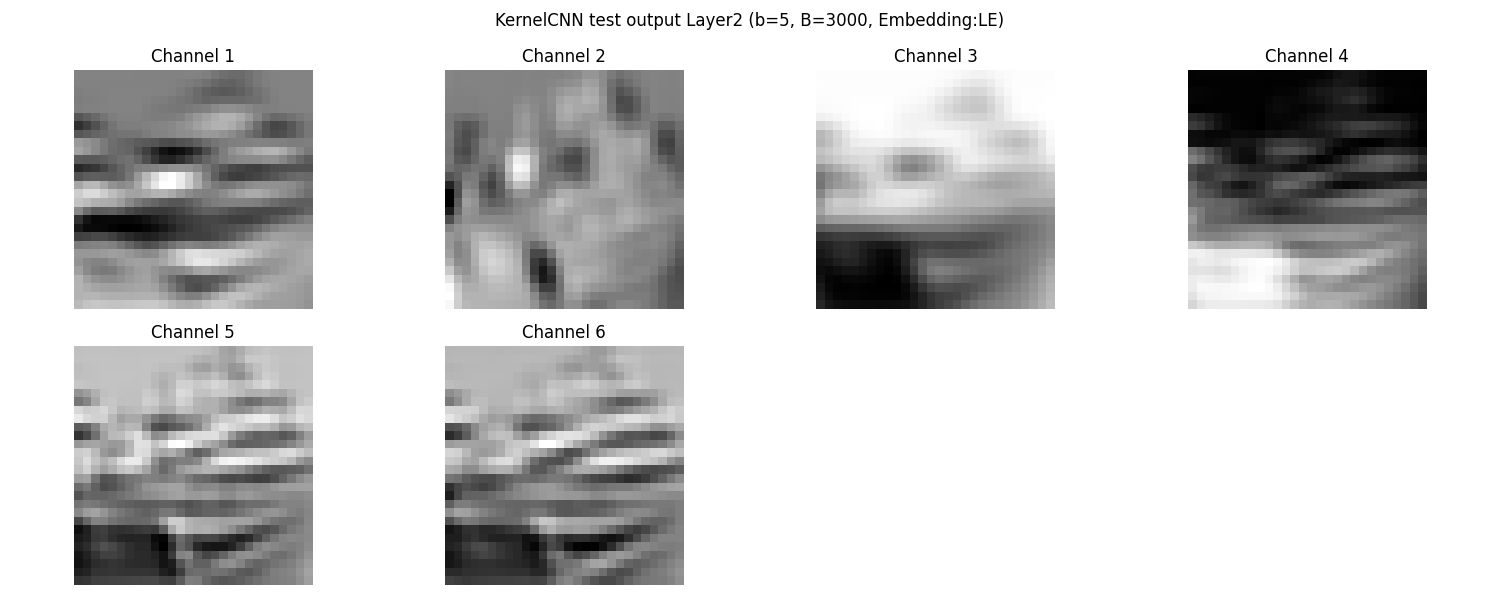 KernelCNN test output Layer2 (b=5, B=3000, Embedding:LE)
Channel 1
Channel 2
Channel 3
Channel 4
Channel 5
Channel 6